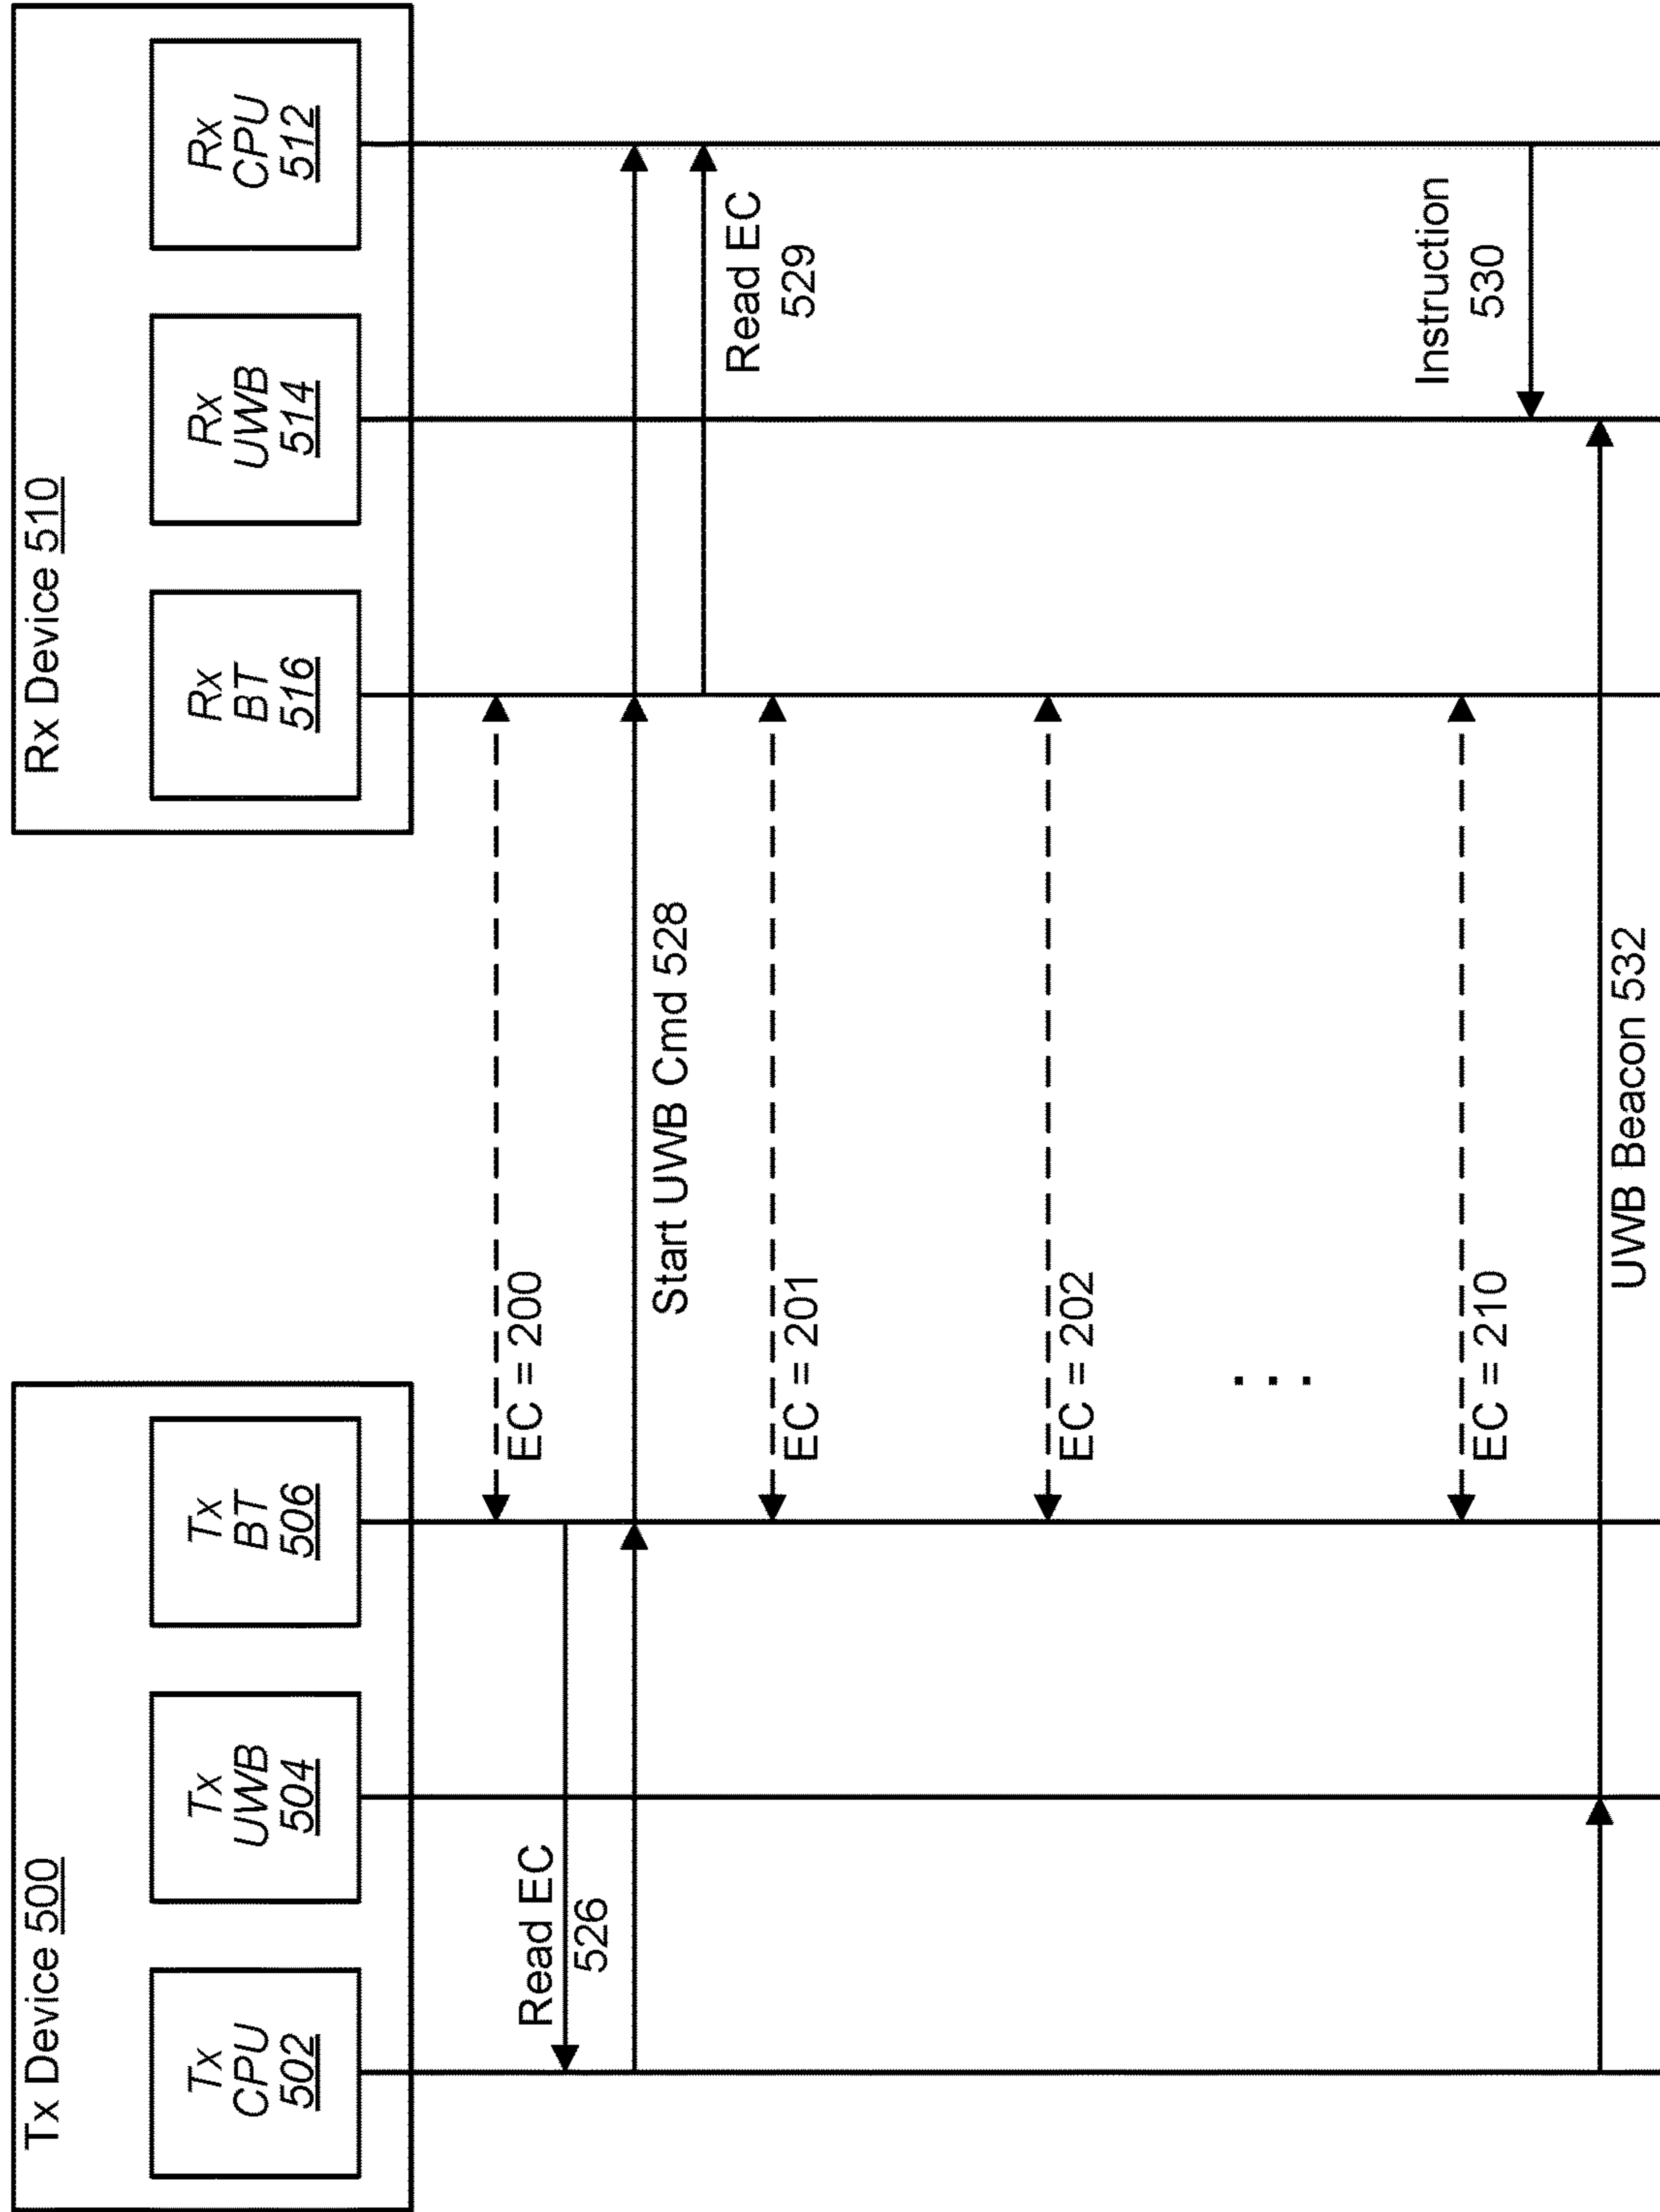 Tx Device 500
Tx
CPU
502
Tx
UWB
504
Tx
BT
506
Rx Device 510
Rx
BT
516
Rx
UWB
514
Rx
CPU
512
EC = 200
Read EC
526
Start UWB Cmd 528
Read EC
529
EC = 201
EC = 202
. . .
EC = 210
Instruction
530
UWB Beacon 532